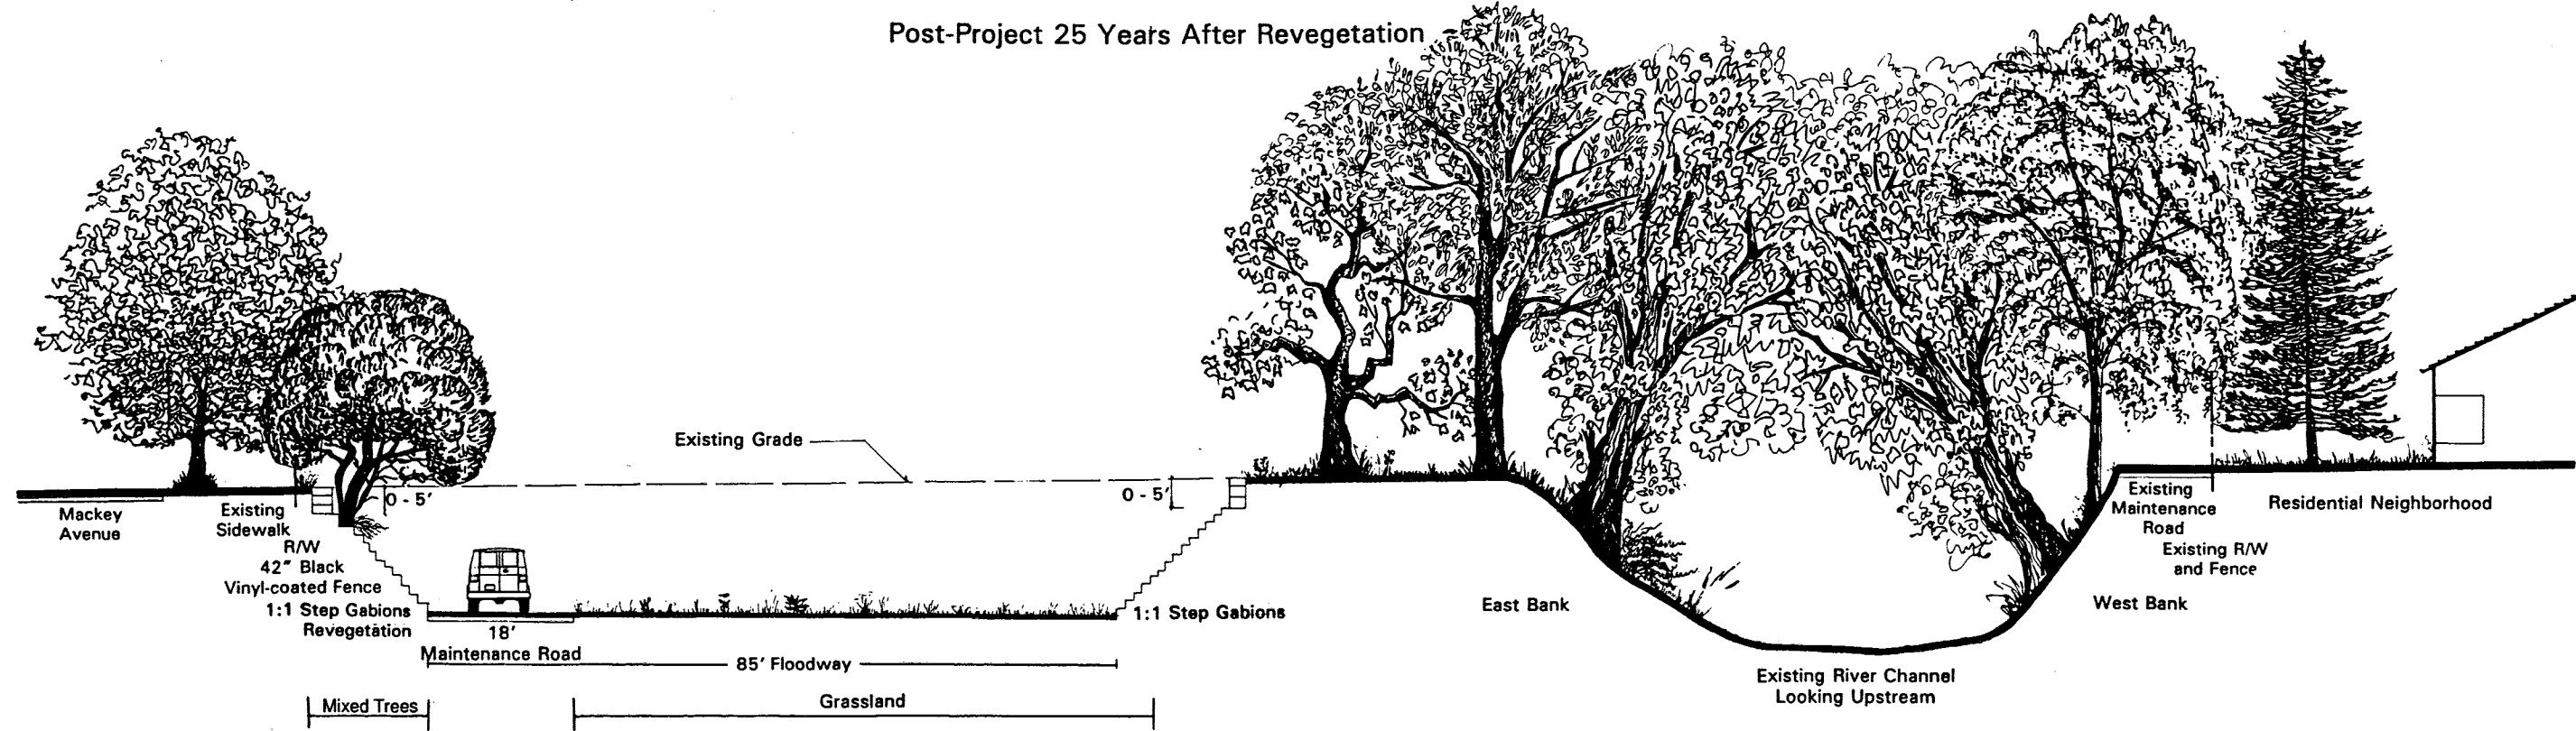 Post-Project 25 Years After Revegetation
Existing Grade
0 - 5'
0 - 5'
Mackey
Avenue
Existing
Sidewalk
R/W
42" Black
Vinyl-coated Fence
1:1 Step Gabions
Revegetation
18'
Maintenance Road
85' Floodway
1:1 Step Gabions
Mixed Trees
Grassland
East Bank
Existing River Channel
Looking Upstream
West Bank
Existing
Maintenance
Road
Existing R/W
and Fence
Residential Neighborhood